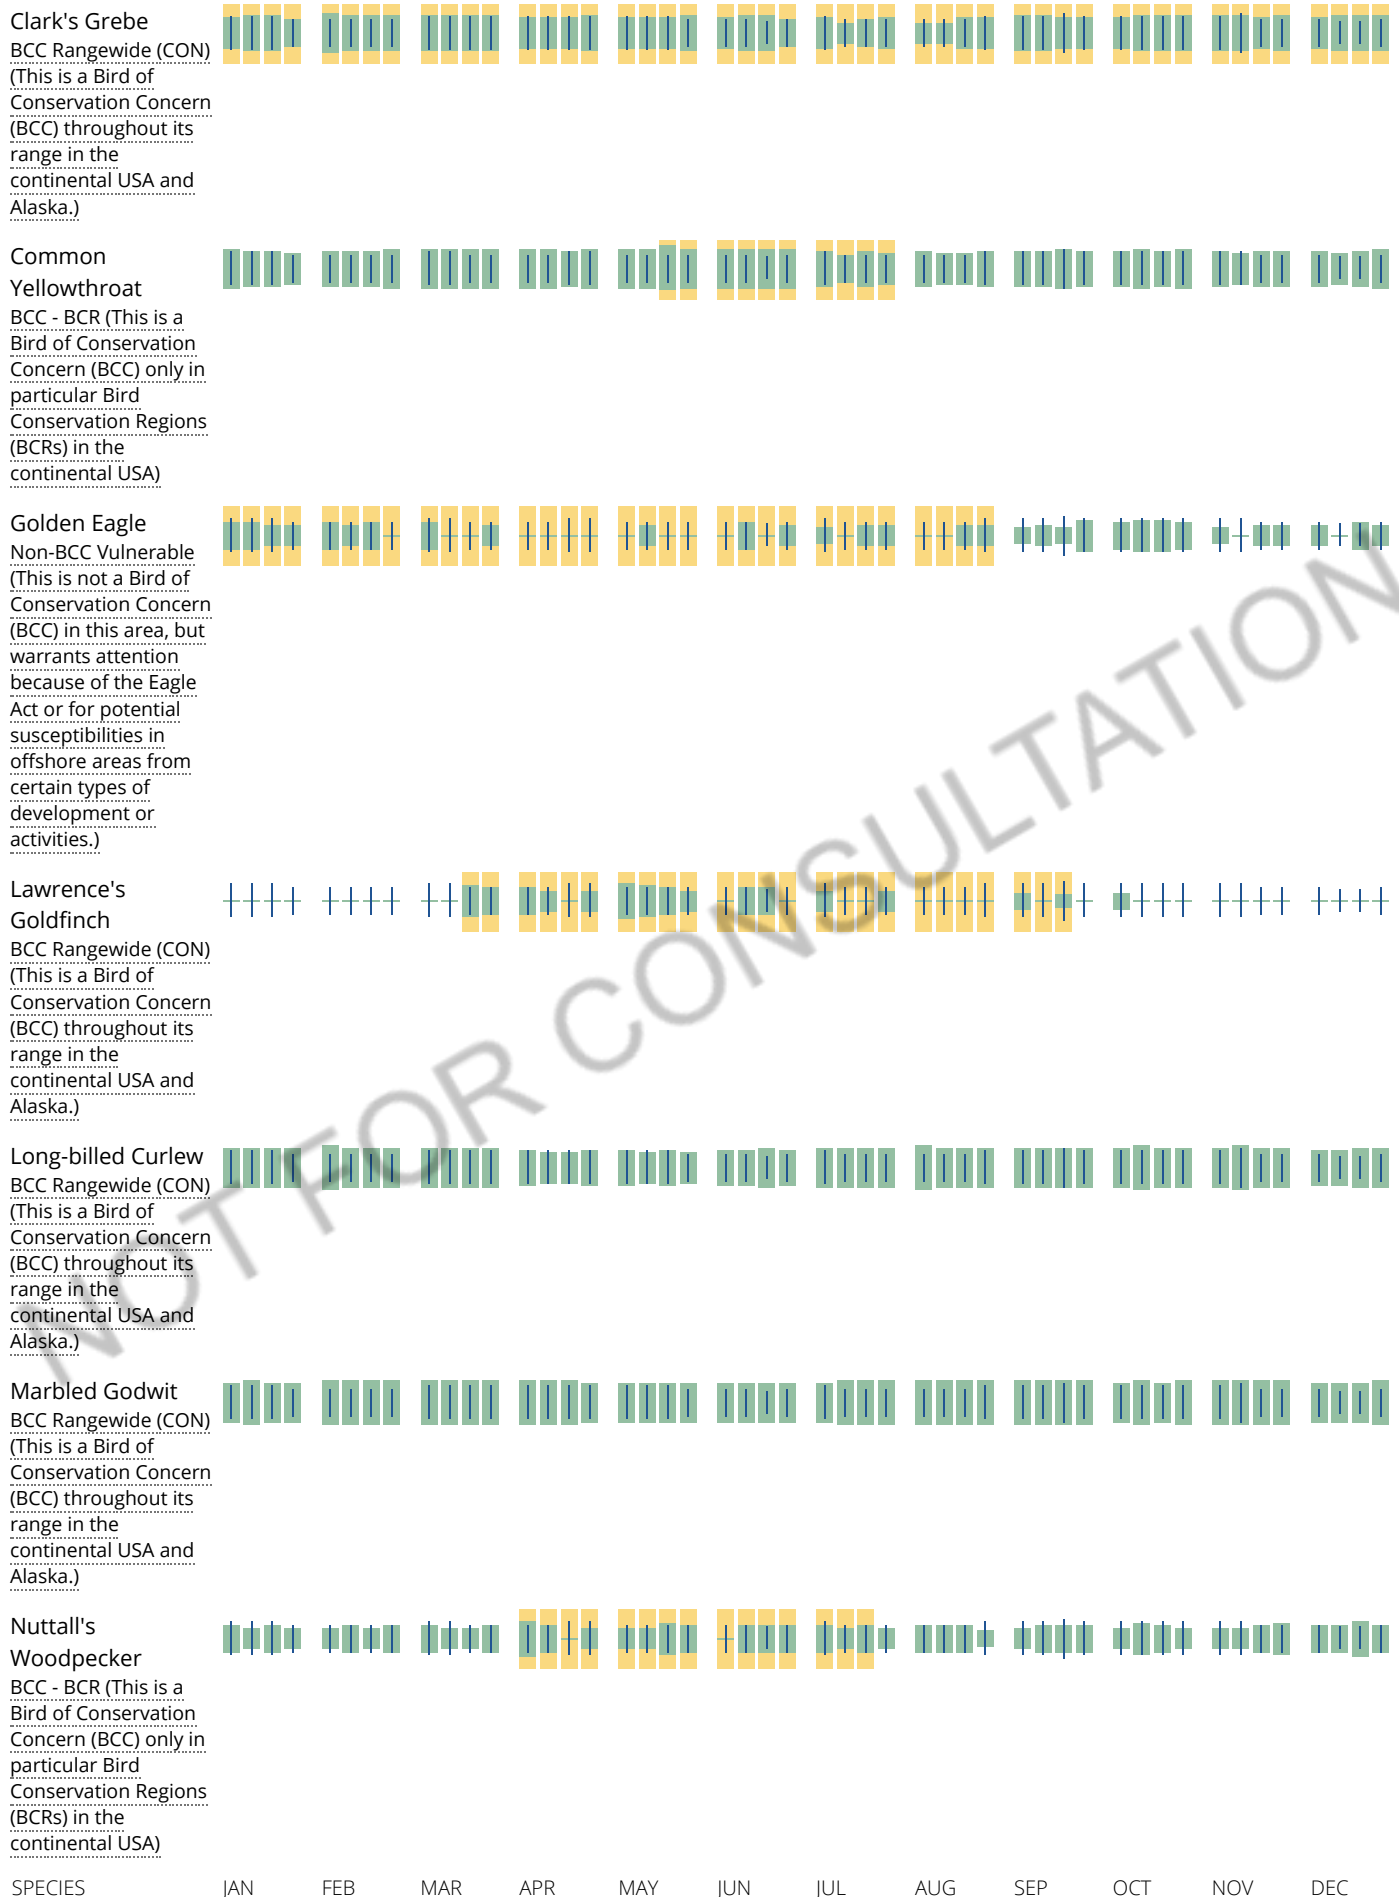 Clark's Grebe
BCC Rangewide (CON)
(This is a Bird of
Conservation Concern
(BCC) throughout its
range in the
continental USA and
Alaska.)
Common
Yellowthroat
BCC - BCR (This is a
Bird of Conservation
Concern (BCC) only in
particular Bird
Conservation Regions
(BCRs) in the
continental USA)
Golden Eagle
Non-BCC Vulnerable
(This is not a Bird of
Conservation Concern
(BCC) in this area, but
warrants attention
because of the Eagle
Act or for potential
susceptibilities in
offshore areas from
certain types of
development or
activities.)
Lawrence's
Goldfinch
BCC Rangewide (CON)
(This is a Bird of
Conservation Concern
(BCC) throughout its
range in the
continental USA and
Alaska.)
Long-billed Curlew
BCC Rangewide (CON)
(This is a Bird of
Conservation Concern
(BCC) throughout its
range in the
continental USA and
Alaska.)
Marbled Godwit
BCC Rangewide (CON)
(This is a Bird of
Conservation Concern
(BCC) throughout its
range in the
continental USA and
Alaska.)
Nuttall's
Woodpecker
BCC - BCR (This is a
Bird of Conservation
Concern (BCC) only in
particular Bird
Conservation Regions
(BCRs) in the
continental USA)
SPECIES JAN FEB MAR APR MAY JUN JUL AUG SEP OCT NOV DEC
NOT FOR CONSULTATION